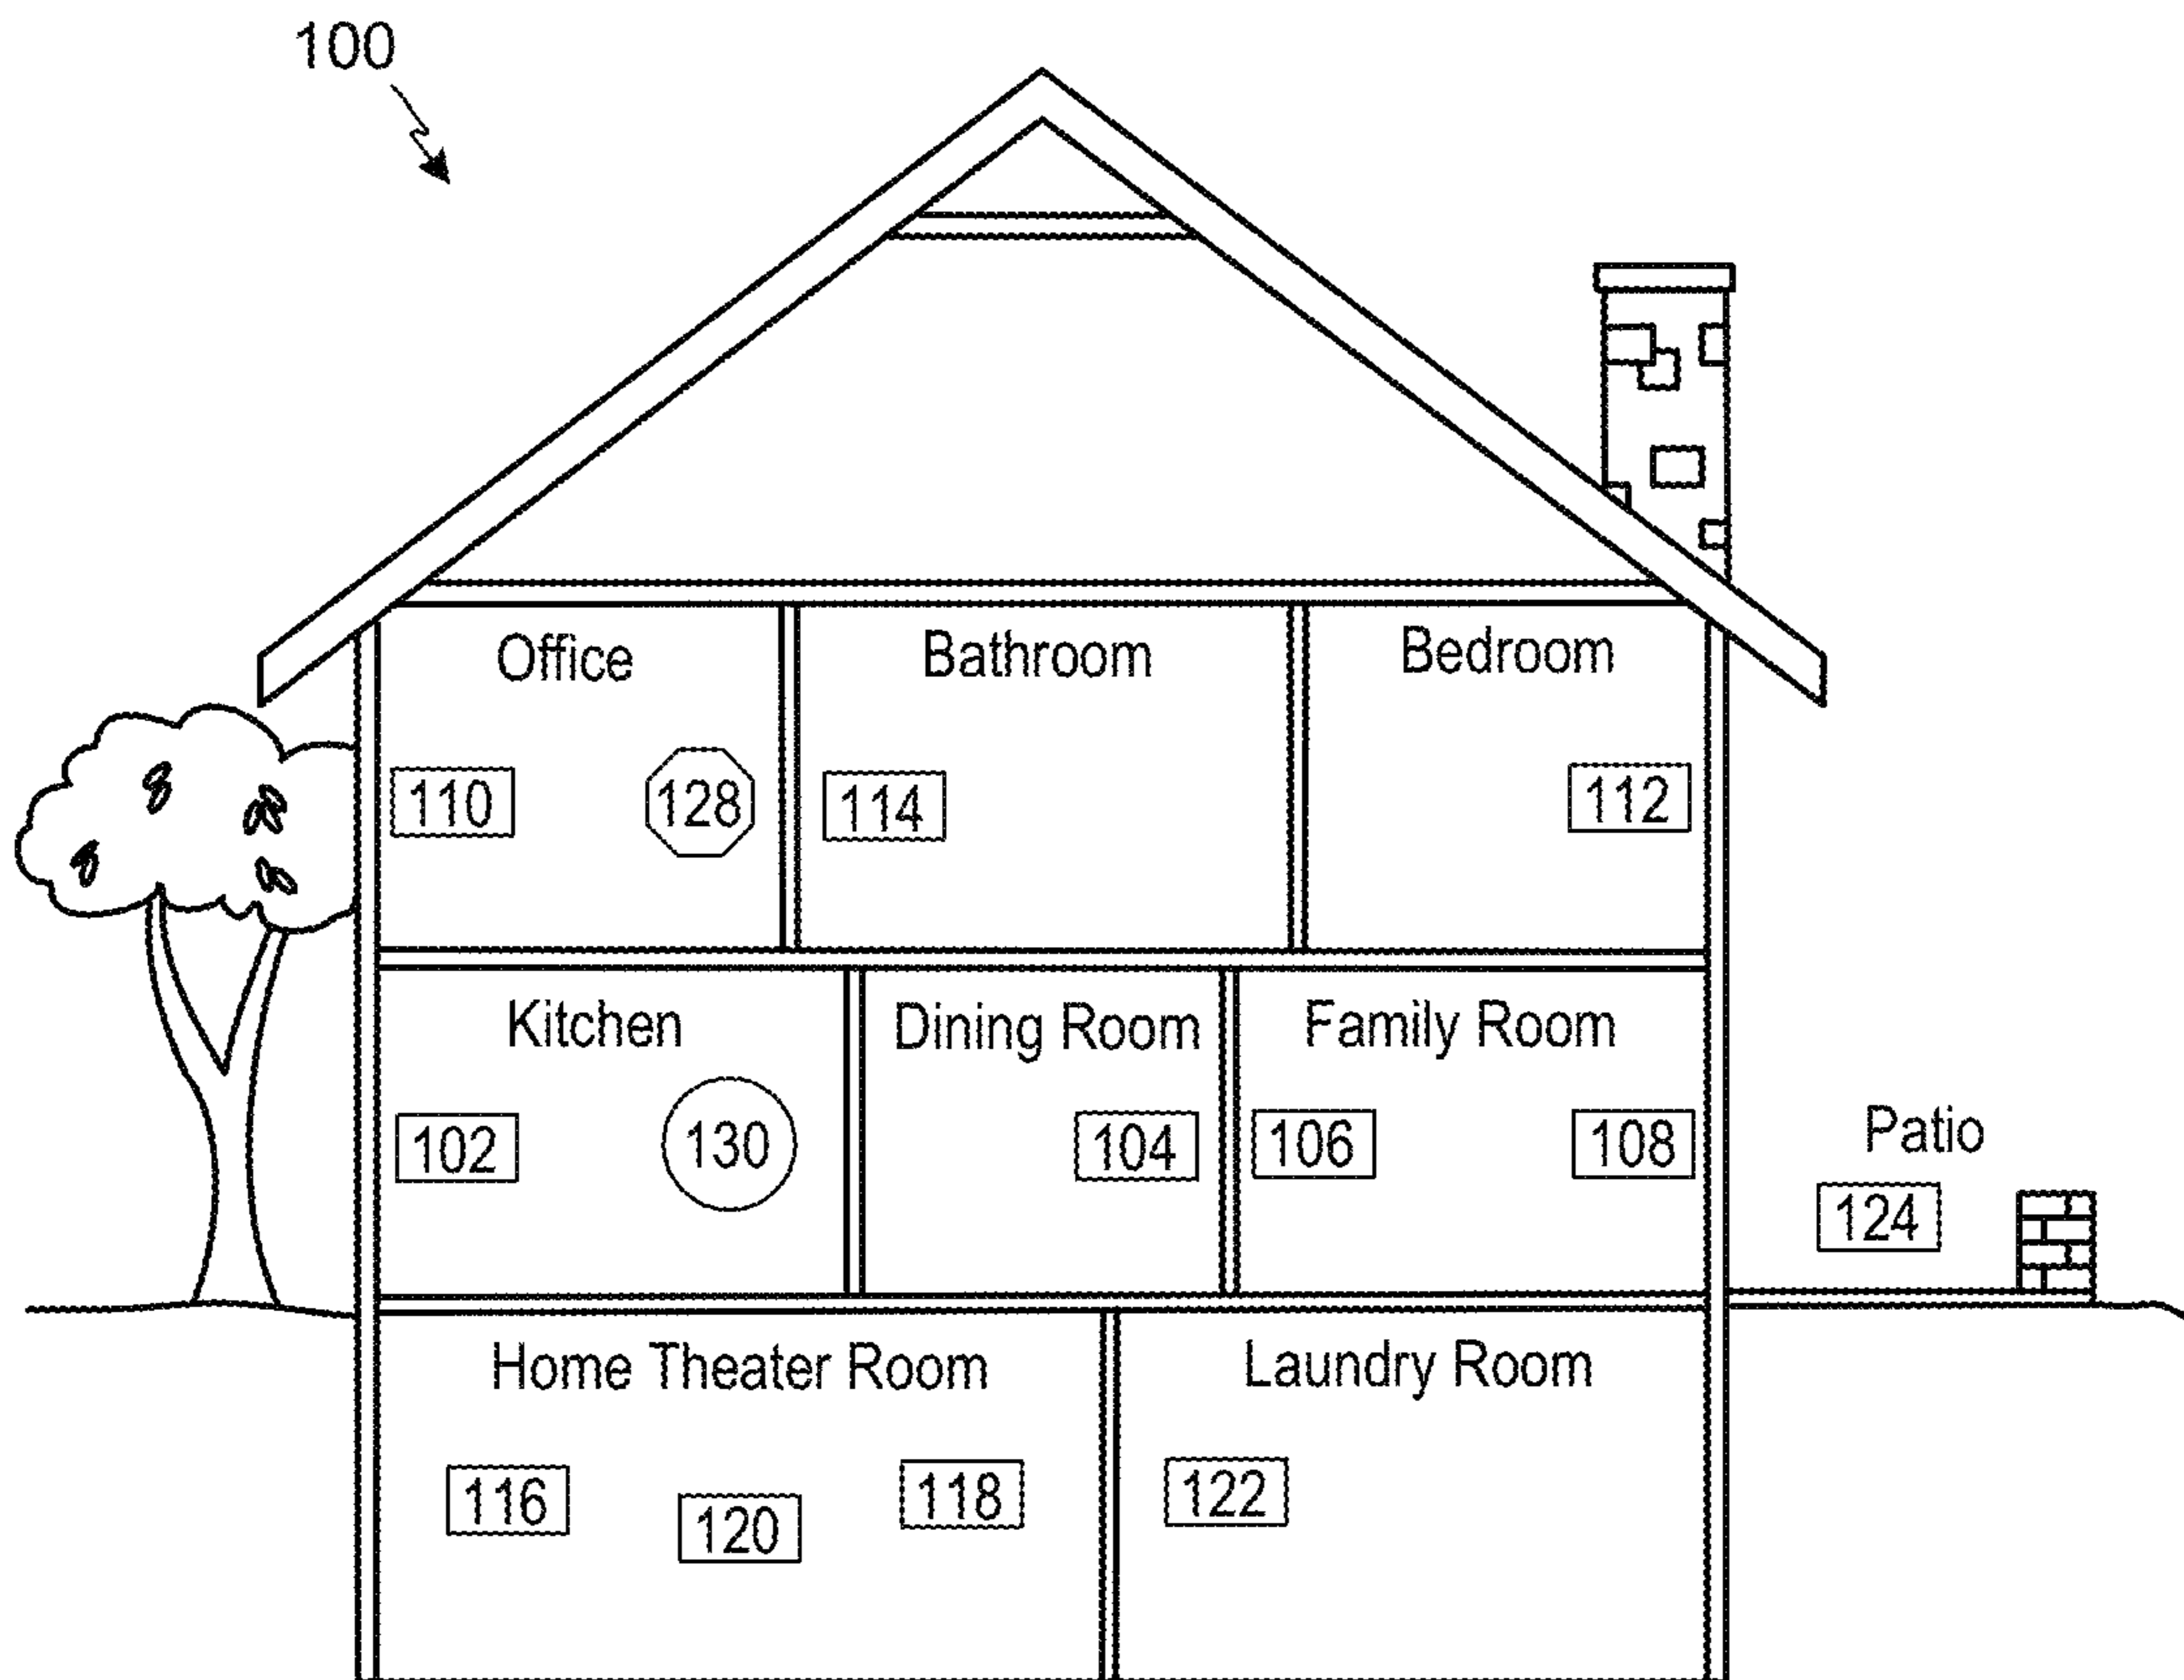 100
Office
Bathroom
Bedroom
110
128
114
112
Kitchen
Dining Room
Family Room
102
130
104
106
108
Patio
124
Home Theater Room
Laundry Room
116
120
118
122